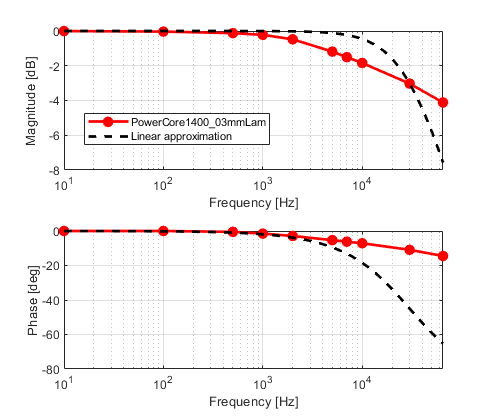 0
-2
-4
-6
-8
Magnitude [dB]
PowerCore1400_03mmLam
Linear approximation
10^1 10^2 10^3 10^4
Frequency [Hz]
0
-20
-40
-60
-80
Phase [deg]
10^1 10^2 10^3 10^4
Frequency [Hz]